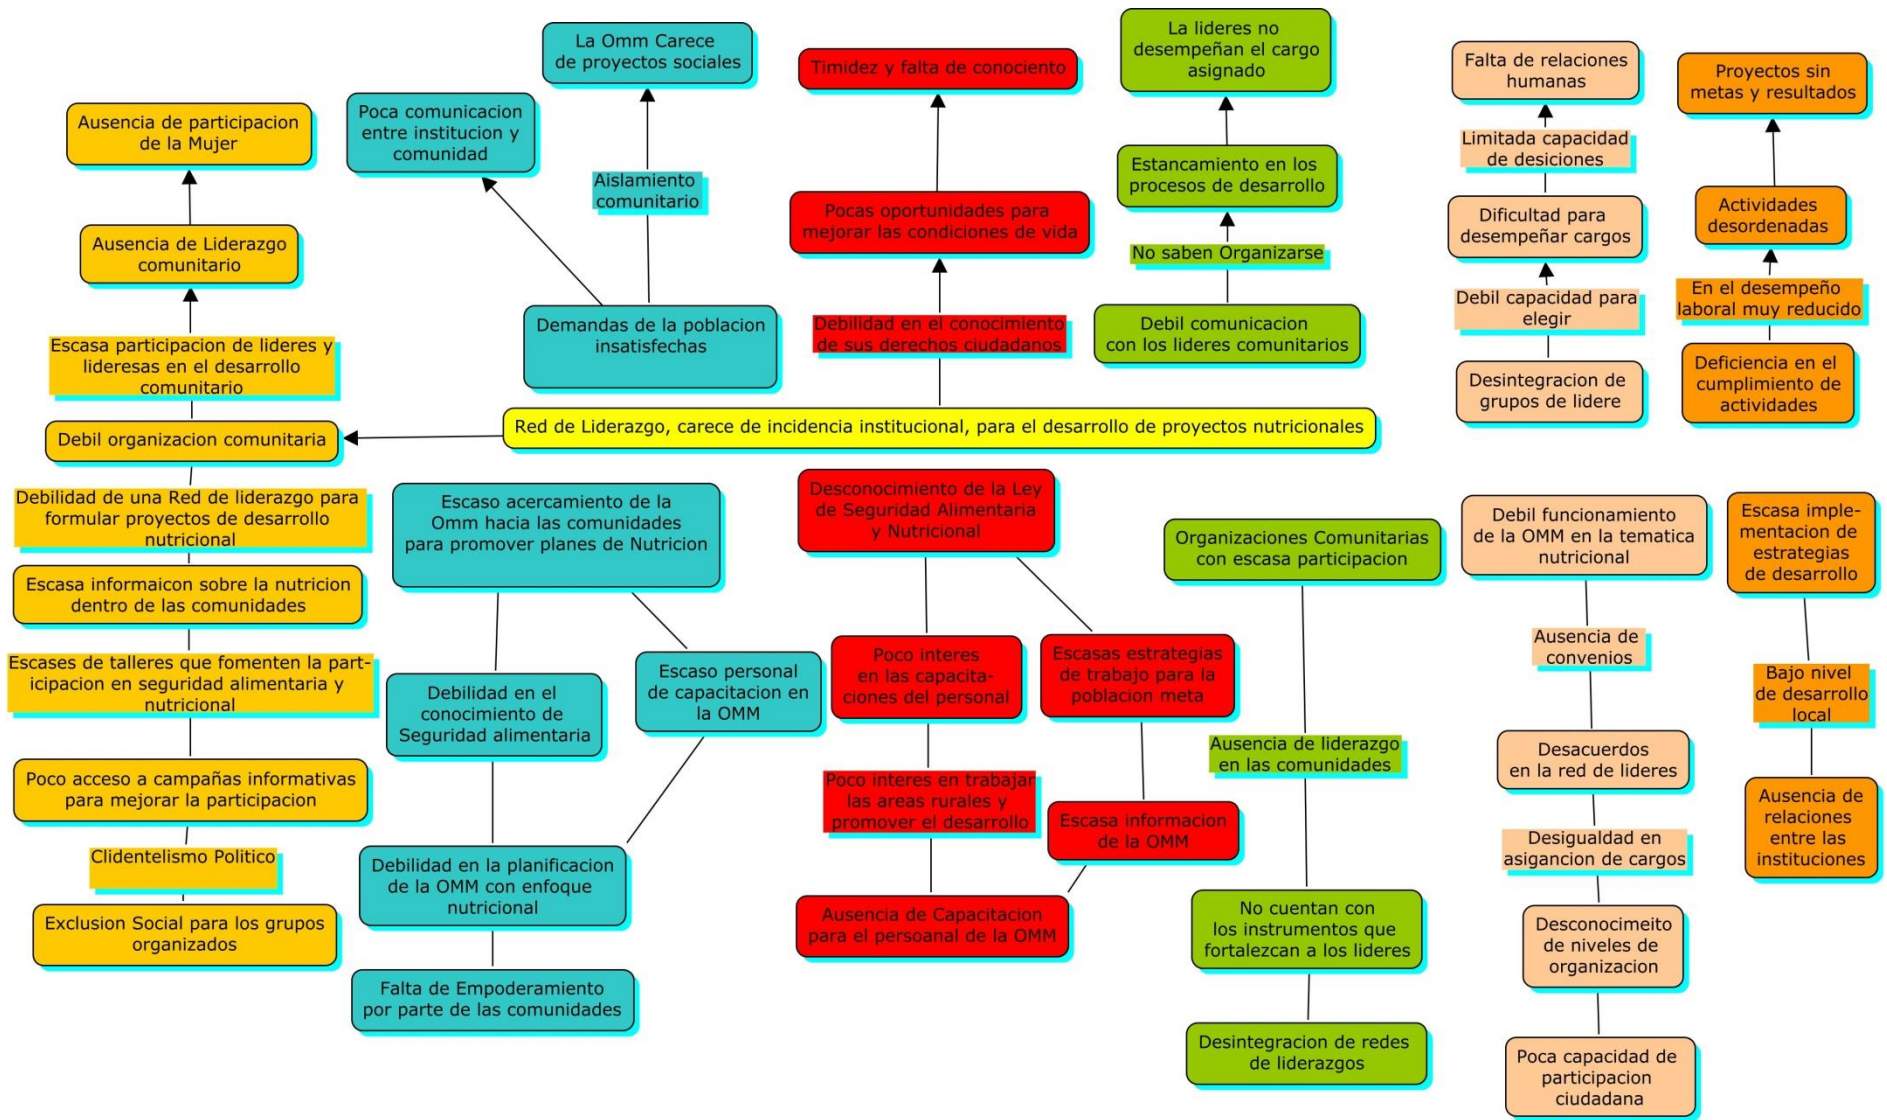 Ausencia de participacion
de la Mujer
Ausencia de Liderazgo
comunitario
Escasa participacion de lideres y
lideresas en el desarrollo
comunitario
Debil organizacion comunitaria
Debilidad de una Red de liderazgo para
formular proyectos de desarrollo
nutricional
Escasa informaicon sobre la nutricion
dentro de las comunidades
Escases de talleres que fomenten la part-
icipacion en seguridad alimentaria y
nutricional
Poco acceso a campañas informativas
para mejorar la participacion
Clidentelismo Politico
Exclusion Social para los grupos
organizados
La Omm Carece
de proyectos sociales
Poca comunicacion
entre institucion y
comunidad
Aislamiento
comunitario
Demandas de la poblacion
insatisfechas
Red de Liderazgo, carece de incidencia institucional, para el desarrollo de proyectos nutricionales
Escaso acercamiento de la
Omm hacia las comunidades
para promover planes de Nutricion
Escaso personal
de capacitacion en
la OMM
Debilidad en el
conocimiento de
Seguridad alimentaria
Debilidad en la planificacion
de la OMM con enfoque
nutricional
Falta de Empoderamiento
por parte de las comunidades
Timidez y falta de conociento
Pocas oportunidades para
mejorar las condiciones de vida
Debilidad en el conocimiento
de sus derechos ciudadanos
Desconocimiento de la Ley
de Seguridad Alimentaria
y Nutricional
Poco interes
en las capacita-
ciones del personal
Escasas estrategias
de trabajo para la
poblacion meta
Poco interes en trabajar
las areas rurales y
promover el desarrollo
Escasa informacion
de la OMM
Ausencia de Capacitacion
para el persoanal de la OMM
La lideres no
desempeñan el cargo
asignado
Estancamiento en los
procesos de desarrollo
No saben Organizarse
Debil comunicacion
con los lideres comunitarios
Organizaciones Comunitarias
con escasa participacion
Ausencia de liderazgo
en las comunidades
No cuentan con
los instrumentos que
fortalezcan a los lideres
Desintegracion de redes
de liderazgos
Falta de relaciones
humanas
Limitada capacidad
de desiciones
Dificultad para
desempeñar cargos
Debil capacidad para
elegir
Desintegracion de
grupos de lidere
Debil funcionamiento
de la OMM en la tematica
nutricional
Ausencia de
convenios
Desacuerdos
en la red de lideres
Desigualdad en
asigancion de cargos
Desconocimeito
de niveles de
organizacion
Poca capacidad de
participacion
ciudadana
Proyectos sin
metas y resultados
Actividades
desordenadas
En el desempeño
laboral muy reducido
Deficiencia en el
cumplimiento de
actividades
Escasa imple-
mentacion de
estrategias
de desarrollo
Bajo nivel
de desarrollo
local
Ausencia de
relaciones
entre las
instituciones